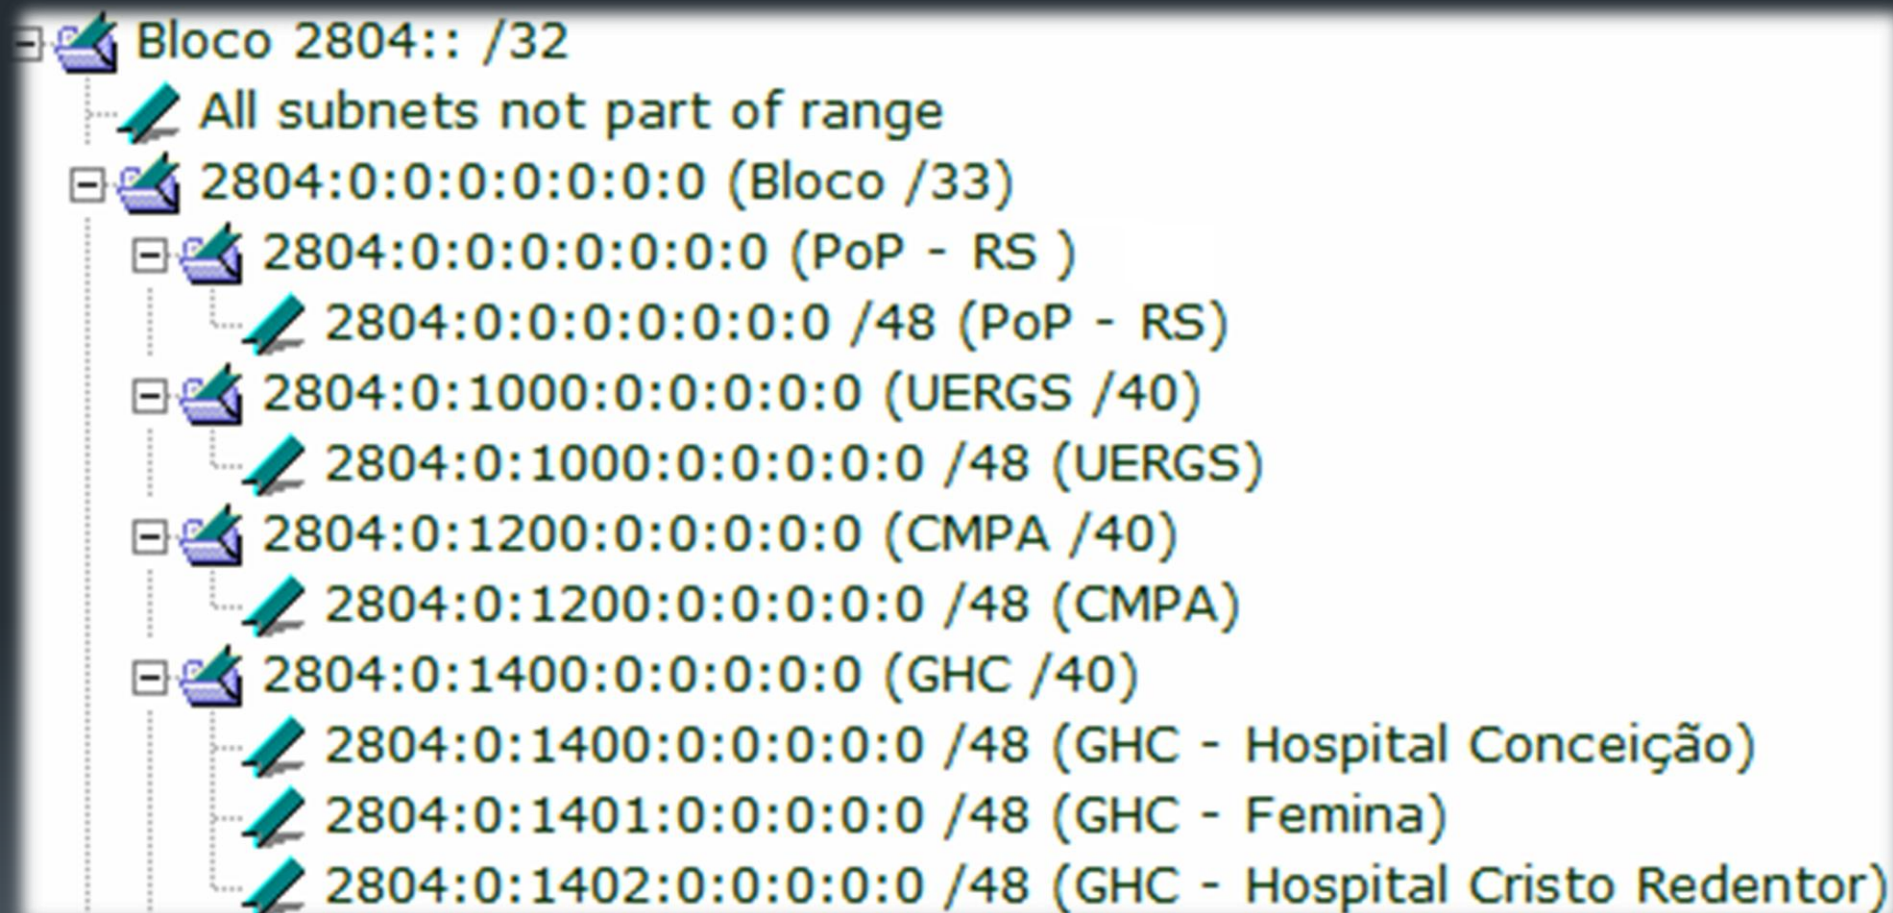 Bloco 2804:: /32
All subnets not part of range
2804:0:0:0:0:0:0:0 (Bloco /33)
2804:0:0:0:0:0:0:0 (PoP - RS )
2804:0:0:0:0:0:0:0 /48 (PoP - RS)
2804:0:1000:0:0:0:0:0 (UERGS /40)
2804:0:1000:0:0:0:0:0 /48 (UERGS)
2804:0:1200:0:0:0:0:0 (CMPA /40)
2804:0:1200:0:0:0:0:0 /48 (CMPA)
2804:0:1400:0:0:0:0:0 (GHC /40)
2804:0:1400:0:0:0:0:0 /48 (GHC - Hospital Conceição)
2804:0:1401:0:0:0:0:0 /48 (GHC - Femina)
2804:0:1402:0:0:0:0:0 /48 (GHC - Hospital Cristo Redentor)